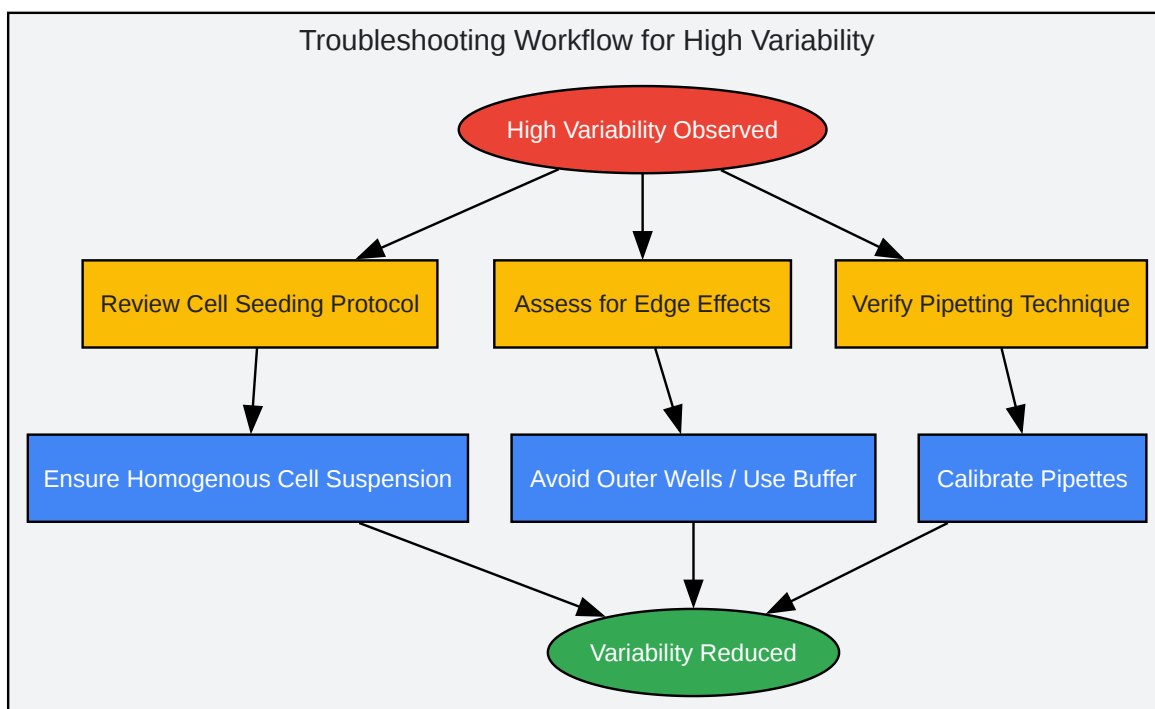 Troubleshooting Workflow for High Variability
High Variability Observed
Review Cell Seeding Protocol
Assess for Edge Effects
Verify Pipetting Technique
Ensure Homogenous Cell Suspension
Avoid Outer Wells / Use Buffer
Calibrate Pipettes
Variability Reduced